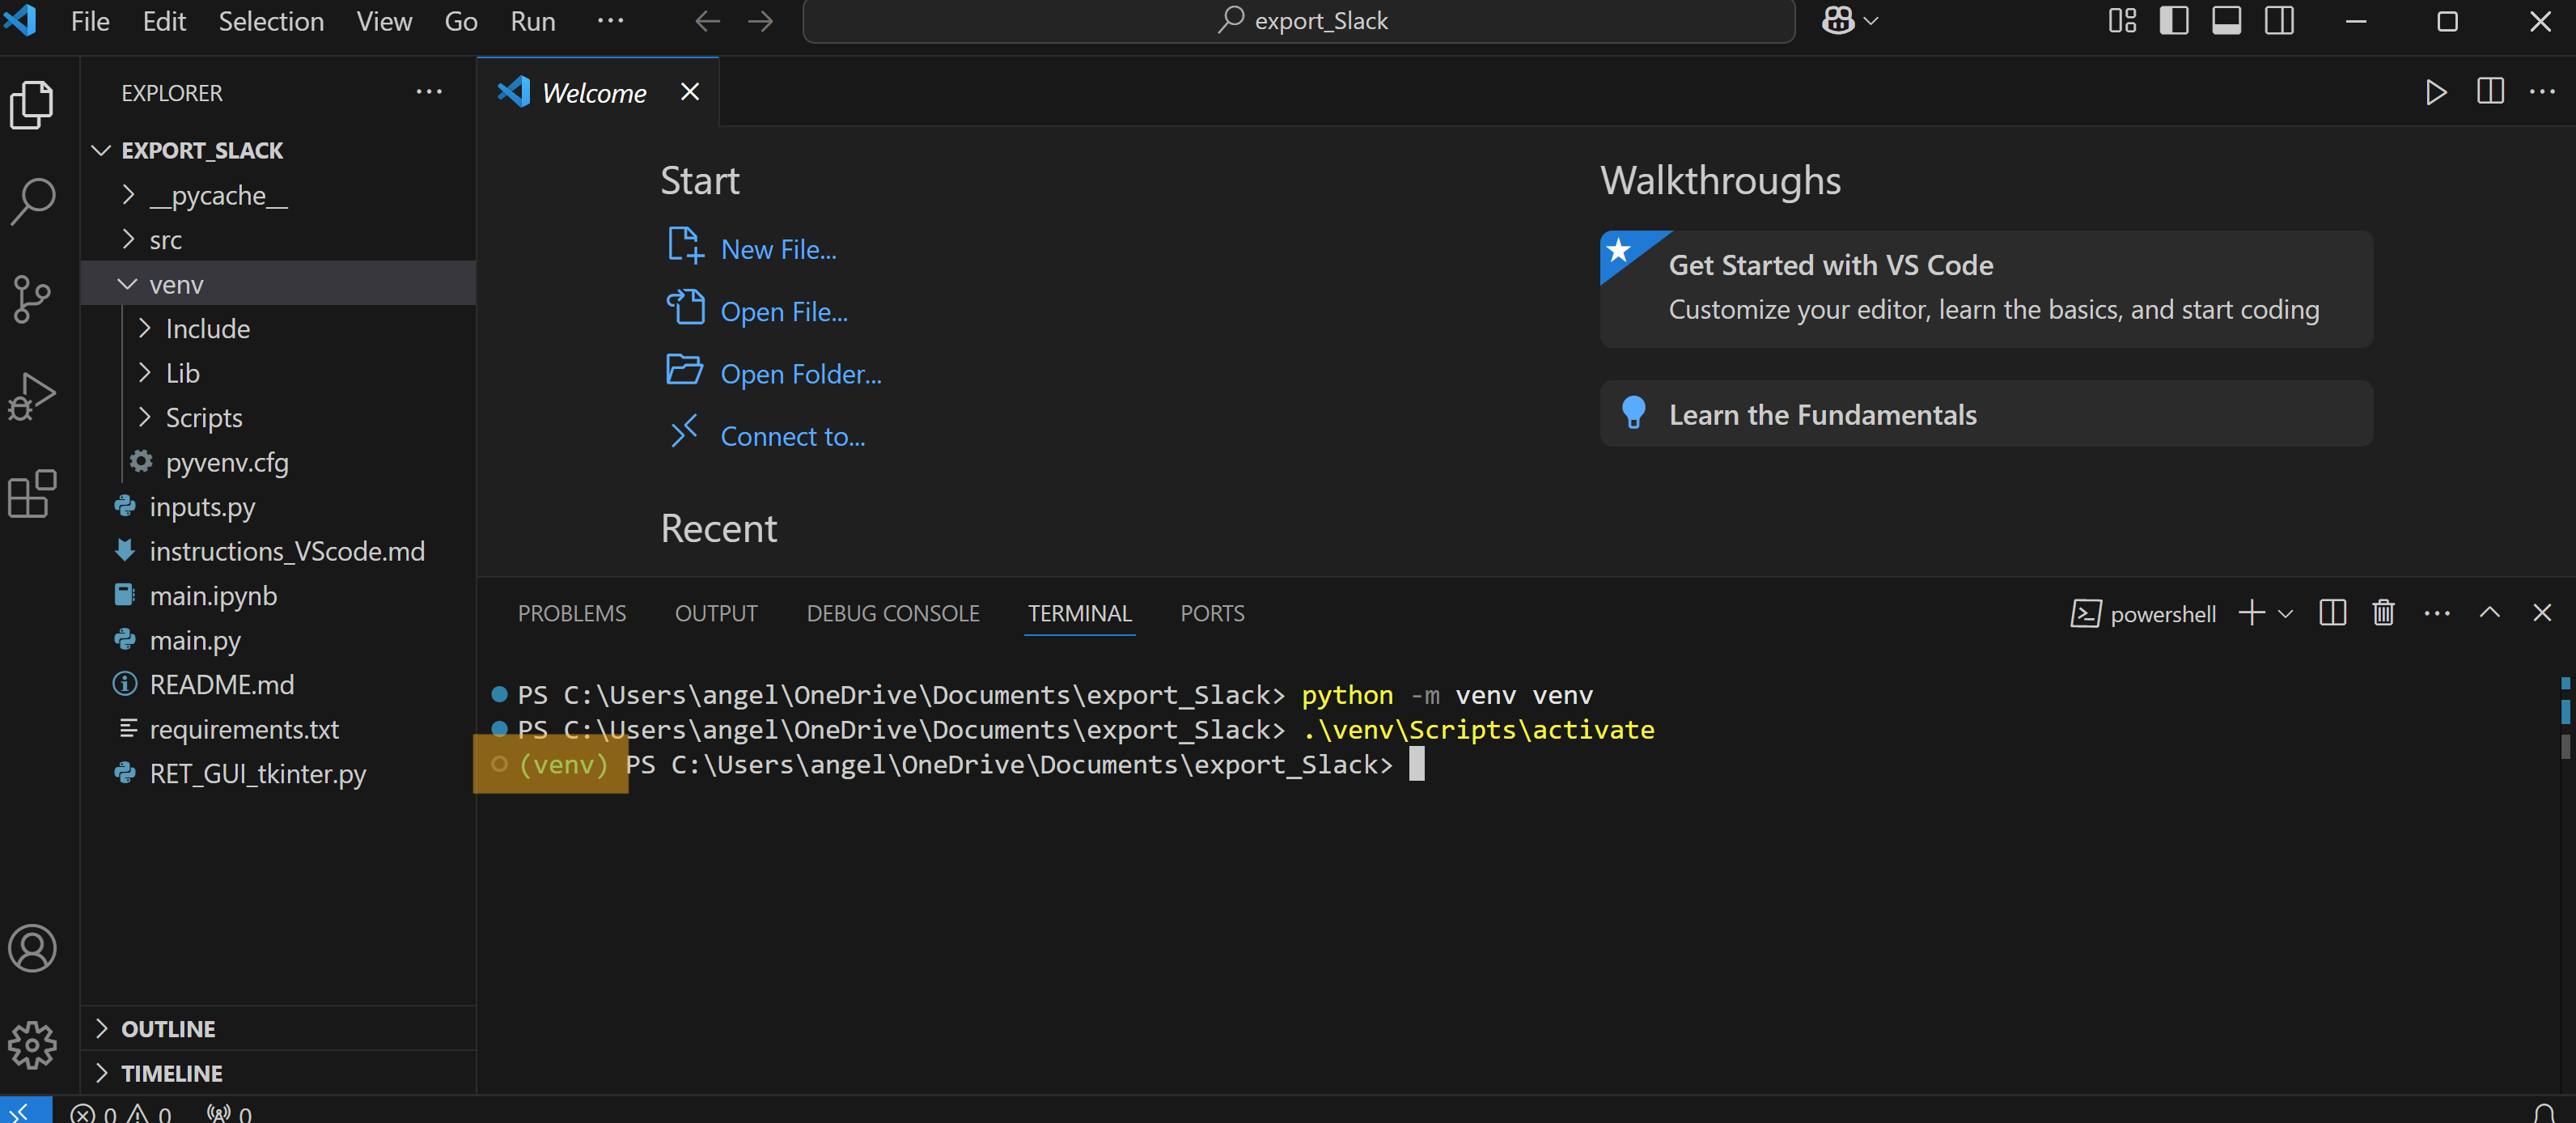 File Edit Selection View Go Run ··· export_Slack
EXPLORER ···
EXPORT_SLACK
__pycache__
src
venv
Include
Lib
Scripts
pyvenv.cfg
inputs.py
instructions_VScode.md
main.ipynb
main.py
README.md
requirements.txt
RET_GUI_tkinter.py
OUTLINE
TIMELINE
Welcome
Start
New File...
Open File...
Open Folder...
Connect to...
Recent
Walkthroughs
Get Started with VS Code
Customize your editor, learn the basics, and start coding
Learn the Fundamentals
PROBLEMS OUTPUT DEBUG CONSOLE TERMINAL PORTS powershell
PS C:\Users\angel\OneDrive\Documents\export_Slack> python -m venv venv
PS C:\Users\angel\OneDrive\Documents\export_Slack> .\venv\Scripts\activate
(venv) PS C:\Users\angel\OneDrive\Documents\export_Slack>
0 0 0